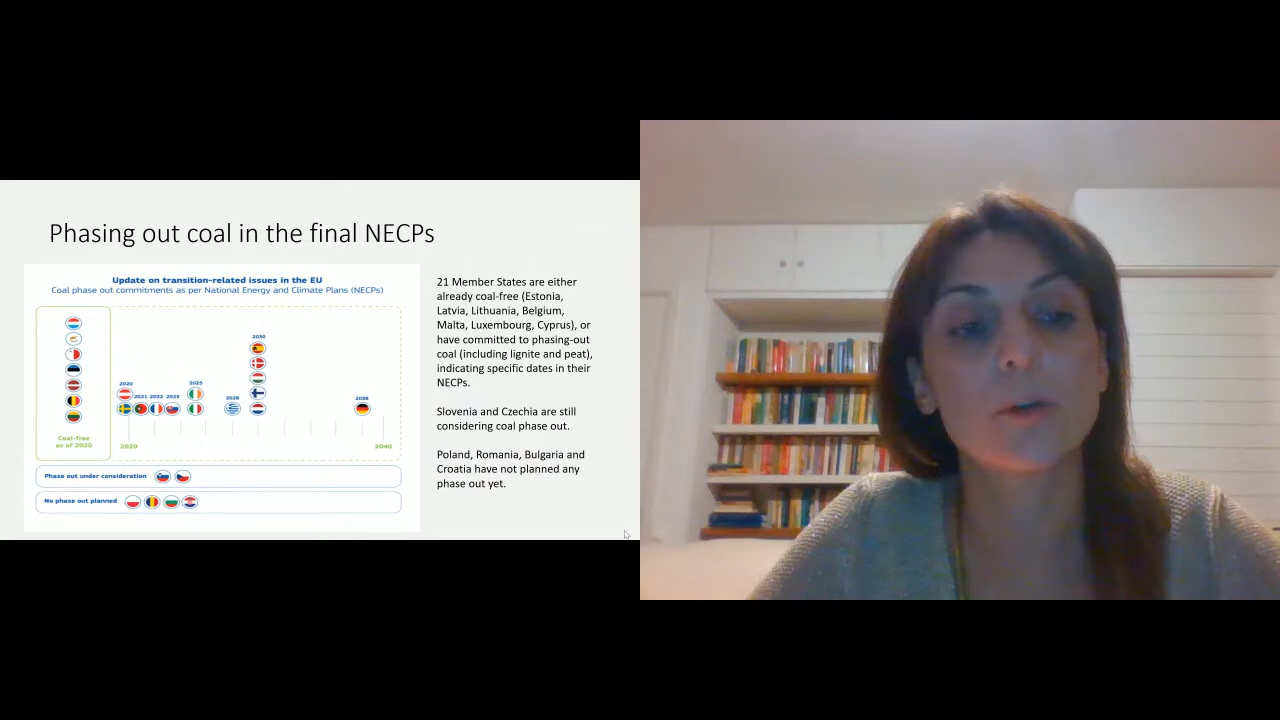 Phasing out coal in the final NECPs
Update on transition-related issues in the EU
Coal phase out commitments as per National Energy and Climate Plans (NECPs)
2030
2020
2021
2022
2023
2025
2028
2038
Coal-free
as of 2020
2020
2040
Phase out under consideration
No phase out planned
21 Member States are either
already coal-free (Estonia,
Latvia, Lithuania, Belgium,
Malta, Luxembourg, Cyprus), or
have committed to phasing-out
coal (including lignite and peat),
indicating specific dates in their
NECPs.
Slovenia and Czechia are still
considering coal phase out.
Poland, Romania, Bulgaria and
Croatia have not planned any
phase out yet.